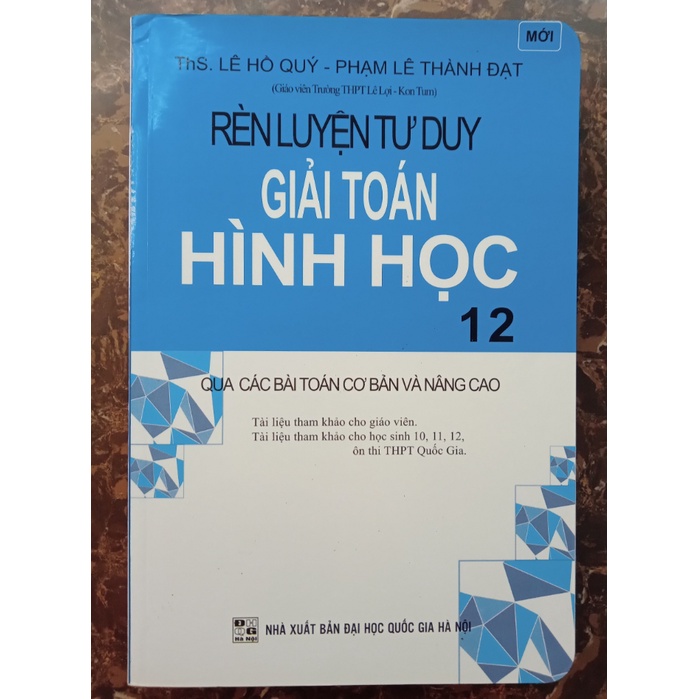 MỚI
ThS. LÊ HỒ QUÝ - PHẠM LÊ THÀNH ĐẠT
(Giáo viên Trường THPT Lê Lợi - Kon Tum)
RÈN LUYỆN TƯ DUY
GIẢI TOÁN
HÌNH HỌC
12
QUA CÁC BÀI TOÁN CƠ BẢN VÀ NÂNG CAO
Tài liệu tham khảo cho giáo viên.
Tài liệu tham khảo cho học sinh 10, 11, 12,
ôn thi THPT Quốc Gia.
Hà Nội
NHÀ XUẤT BẢN ĐẠI HỌC QUỐC GIA HÀ NỘI